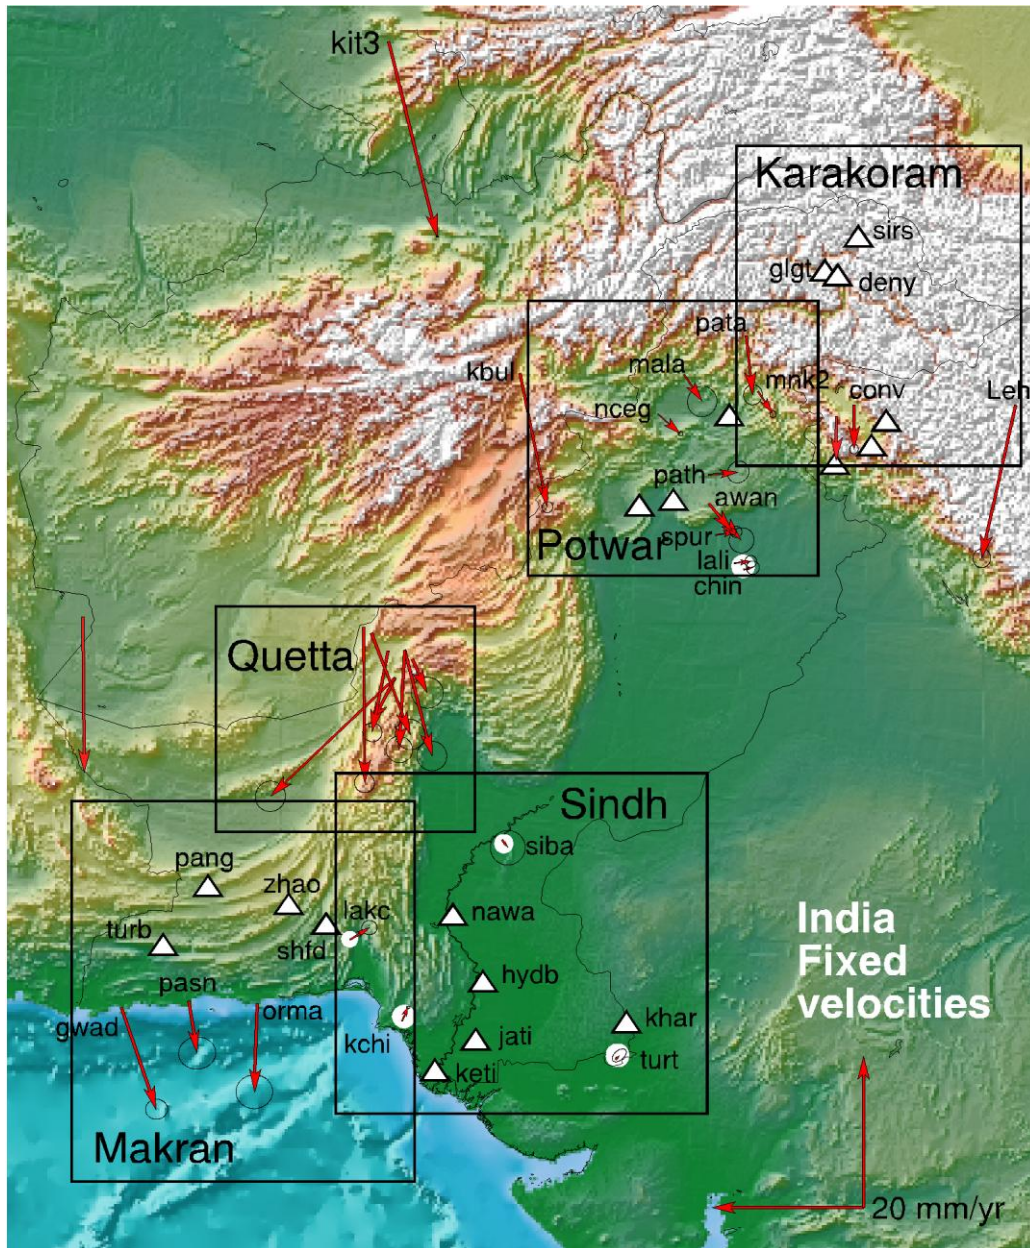 kit3
Karakoram
sirs
glgt
deny
pata
mala
mnk2
kbul
conv
Leh
nceg
path
awan
spur
Potwar
lali
chin
Quetta
Sindh
siba
pang
zhao
lakc
nawa
turb
shfd
India
Fixed
velocities
pasn
orma
hydb
gwad
khar
kchi
jati
turt
keti
Makran
20 mm/yr